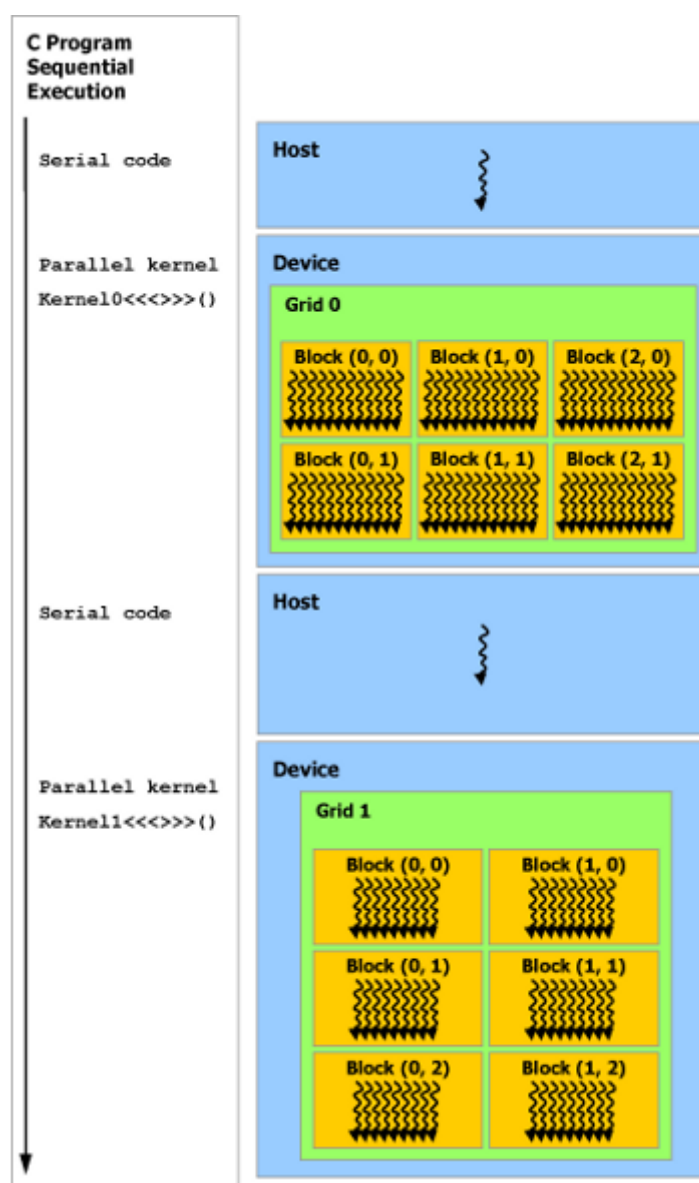 C Program
Sequential
Execution
Serial code
Host
Parallel kernel
Kernel0<<<>>>()
Device
Grid 0
Block (0, 0) Block (1, 0) Block (2, 0)
Block (0, 1) Block (1, 1) Block (2, 1)
Serial code
Host
Parallel kernel
Kernel1<<<>>>()
Device
Grid 1
Block (0, 0) Block (1, 0)
Block (0, 1) Block (1, 1)
Block (0, 2) Block (1, 2)